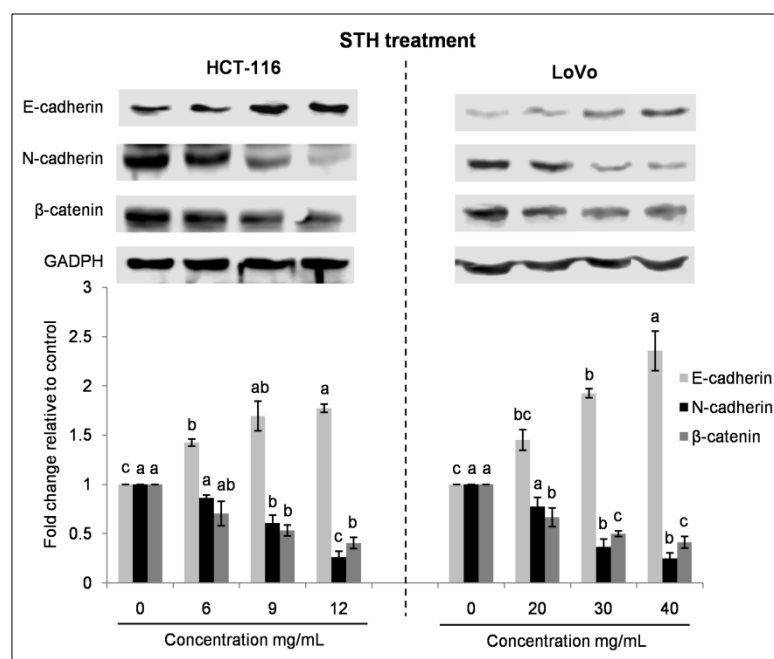 STH treatment
HCT-116
LoVo
E-cadherin
N-cadherin
β-catenin
GADPH
Fold change relative to control
3
2.5
2
1.5
1
0.5
0
c a a
b a ab
ab b b
a c b
c a a
bc a b
b b c
a b c
E-cadherin
N-cadherin
β-catenin
0 6 9 12
0 20 30 40
Concentration mg/mL
Concentration mg/mL